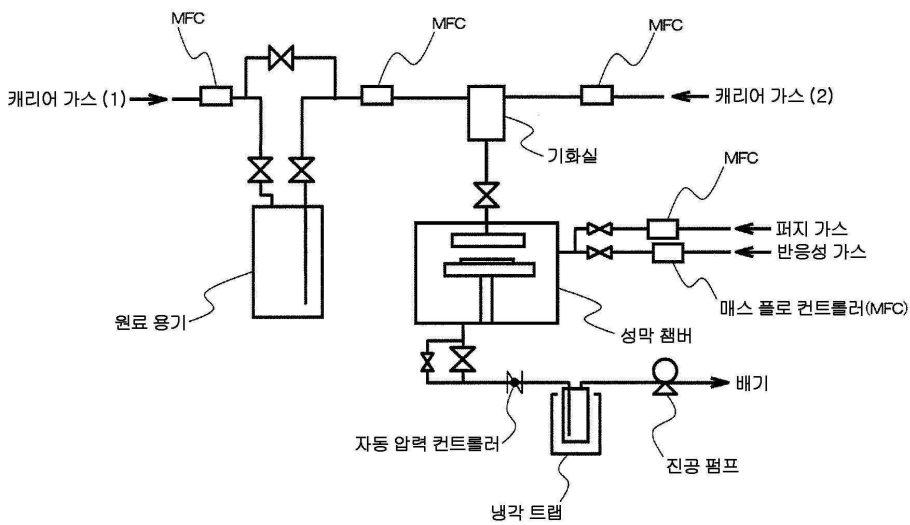 MFC
MFC
MFC
캐리어 가스 (1)
캐리어 가스 (2)
기화실
MFC
퍼지 가스
반응성 가스
매스 플로 컨트롤러(MFC)
원료 용기
성막 챔버
배기
자동 압력 컨트롤러
진공 펌프
냉각 트랩